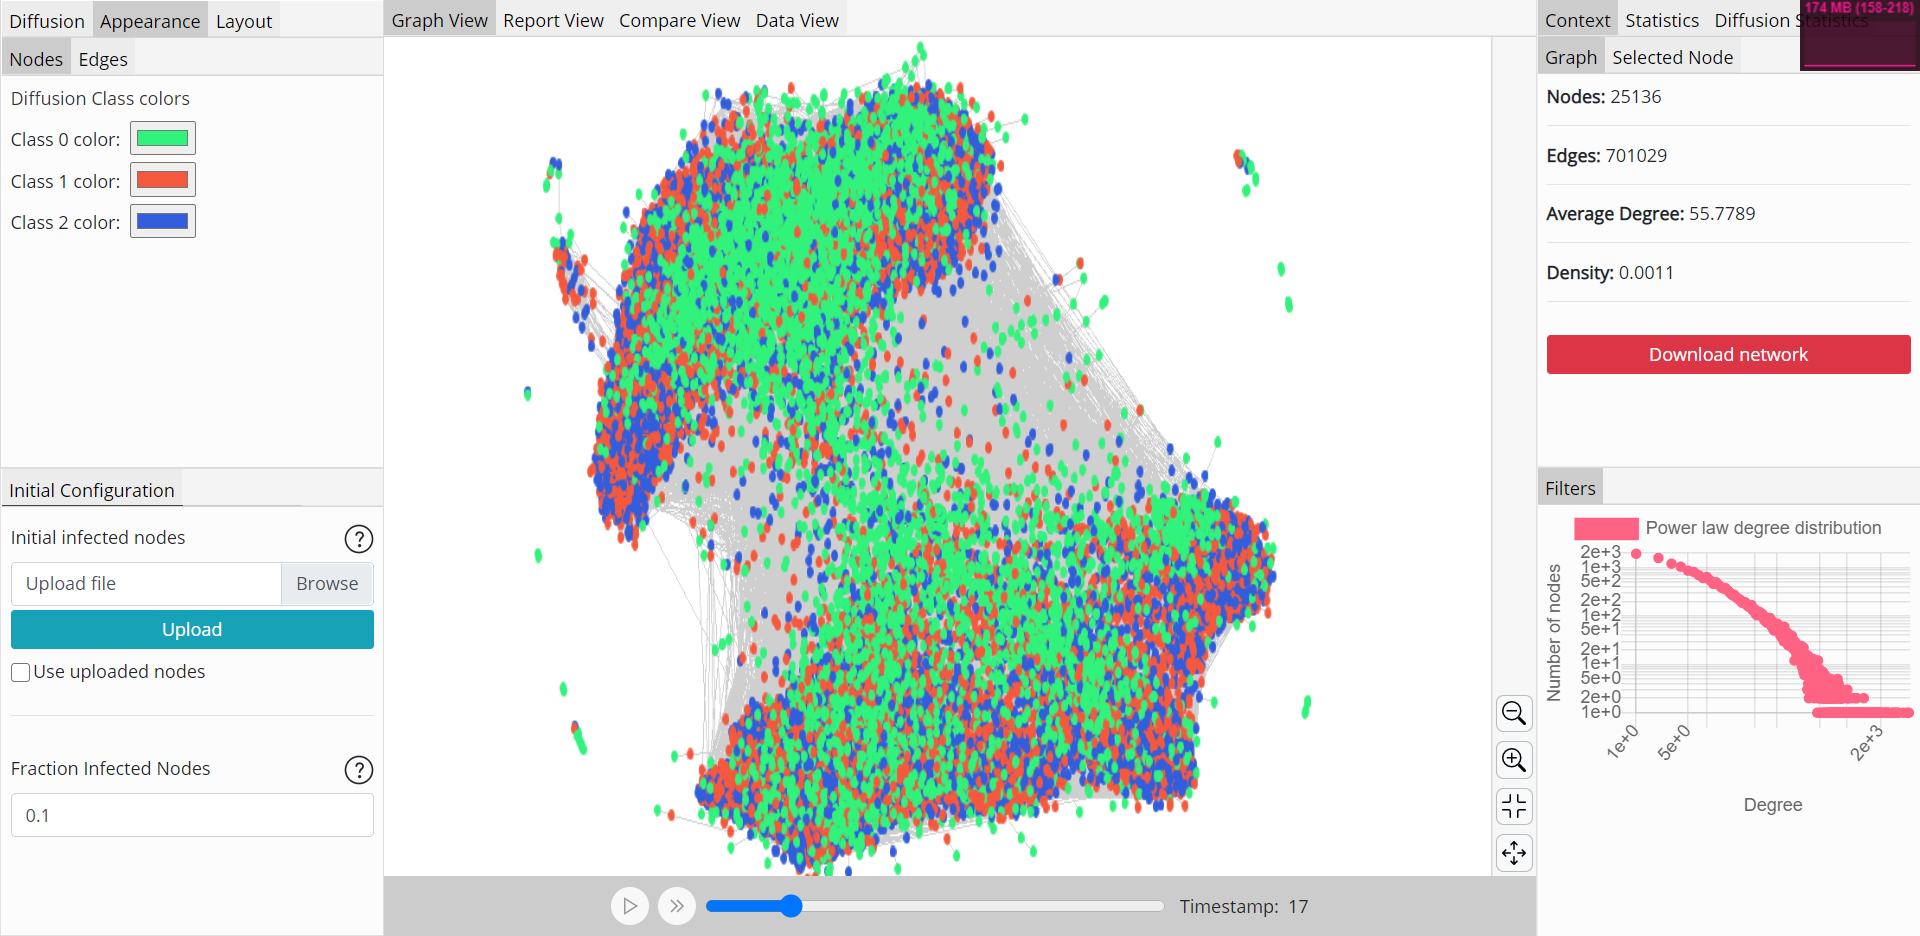 Diffusion Appearance Layout
Nodes Edges
Diffusion Class colors
Class 0 color:
Class 1 color:
Class 2 color:
Initial Configuration
Initial infected nodes ?
Upload file Browse
Upload
Use uploaded nodes
Fraction Infected Nodes ?
0.1
Graph View Report View Compare View Data View
Timestamp: 17
Context Statistics Diffusion Statistics
174 MB (158-218)
Graph Selected Node
Nodes: 25136
Edges: 701029
Average Degree: 55.7789
Density: 0.0011
Download network
Filters
Power law degree distribution
Number of nodes
2e+3
1e+3
5e+2
2e+2
1e+2
5e+1
2e+1
1e+1
5e+0
2e+0
1e+0
1e+0 5e+0 2e+3
Degree